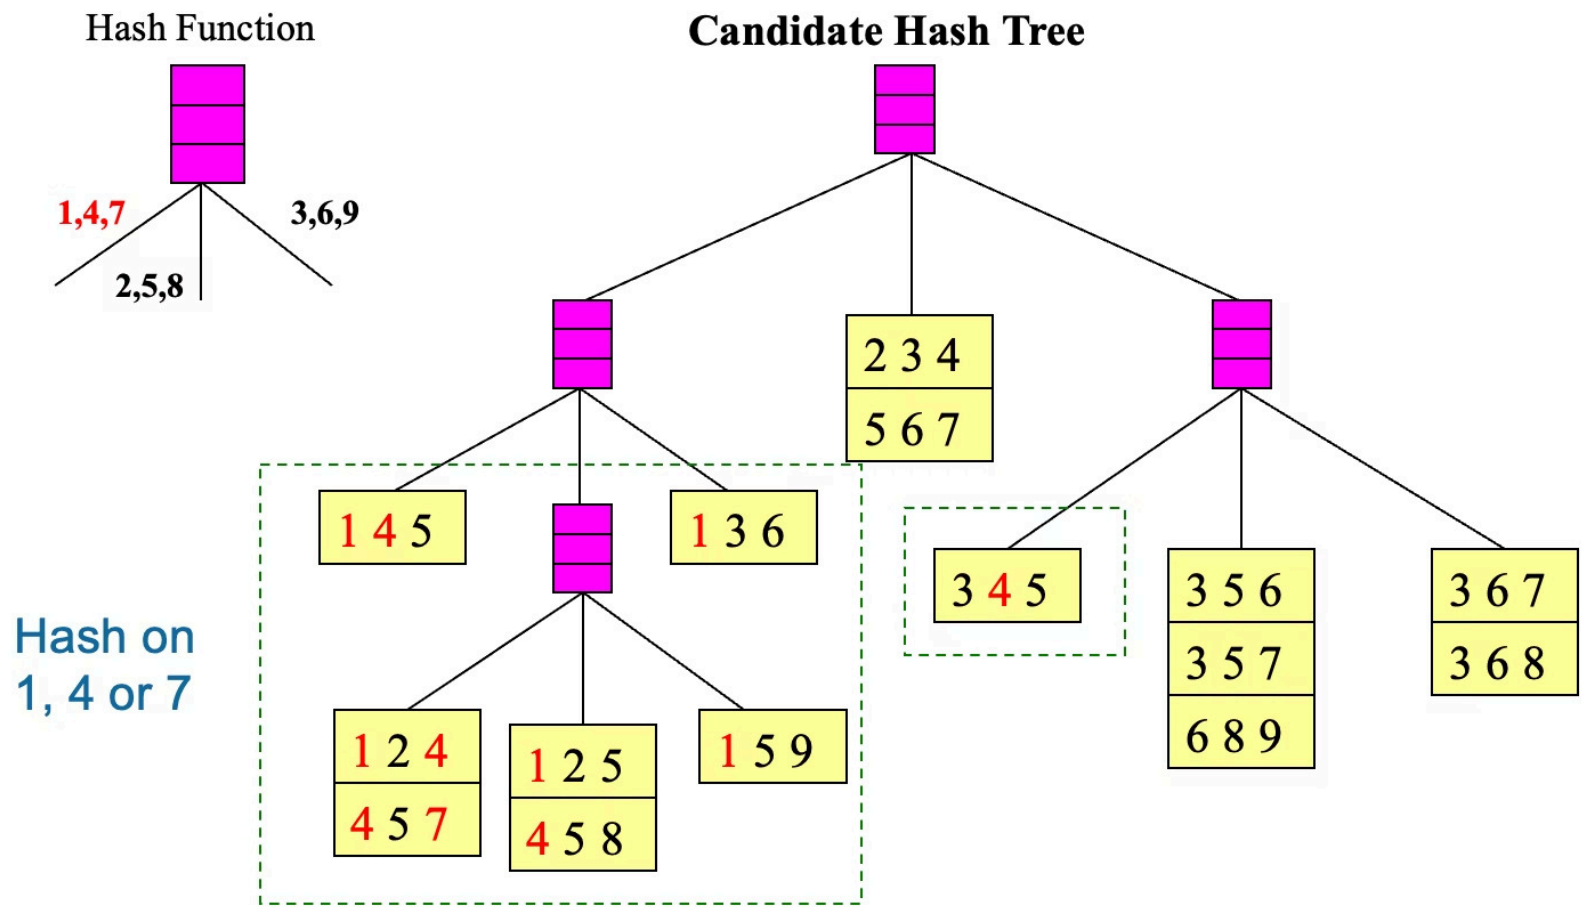 Hash Function
Candidate Hash Tree
1,4,7
3,6,9
2,5,8
2 3 4
5 6 7
1 4 5
1 3 6
3 4 5
3 5 6
3 6 7
3 5 7
3 6 8
6 8 9
Hash on
1, 4 or 7
1 2 4
1 2 5
1 5 9
4 5 7
4 5 8